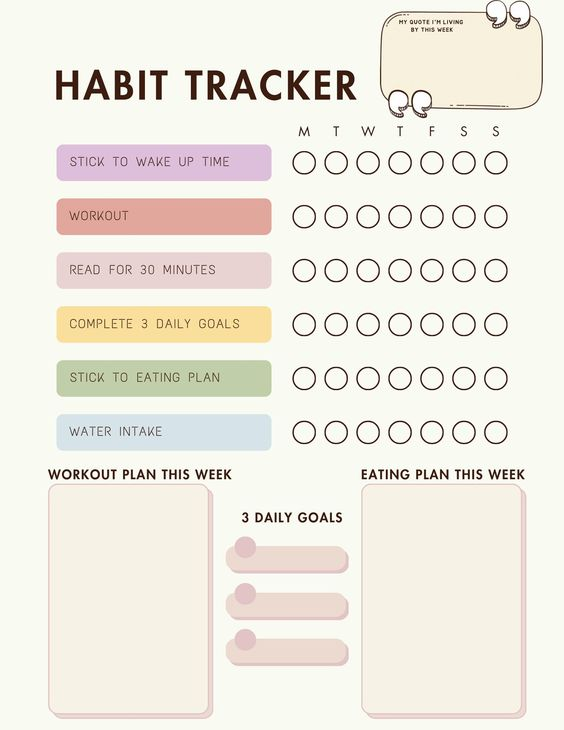 MY QUOTE I'M LIVING
BY THIS WEEK
HABIT TRACKER
M T W T F S S
STICK TO WAKE UP TIME
WORKOUT
READ FOR 30 MINUTES
COMPLETE 3 DAILY GOALS
STICK TO EATING PLAN
WATER INTAKE
WORKOUT PLAN THIS WEEK
EATING PLAN THIS WEEK
3 DAILY GOALS